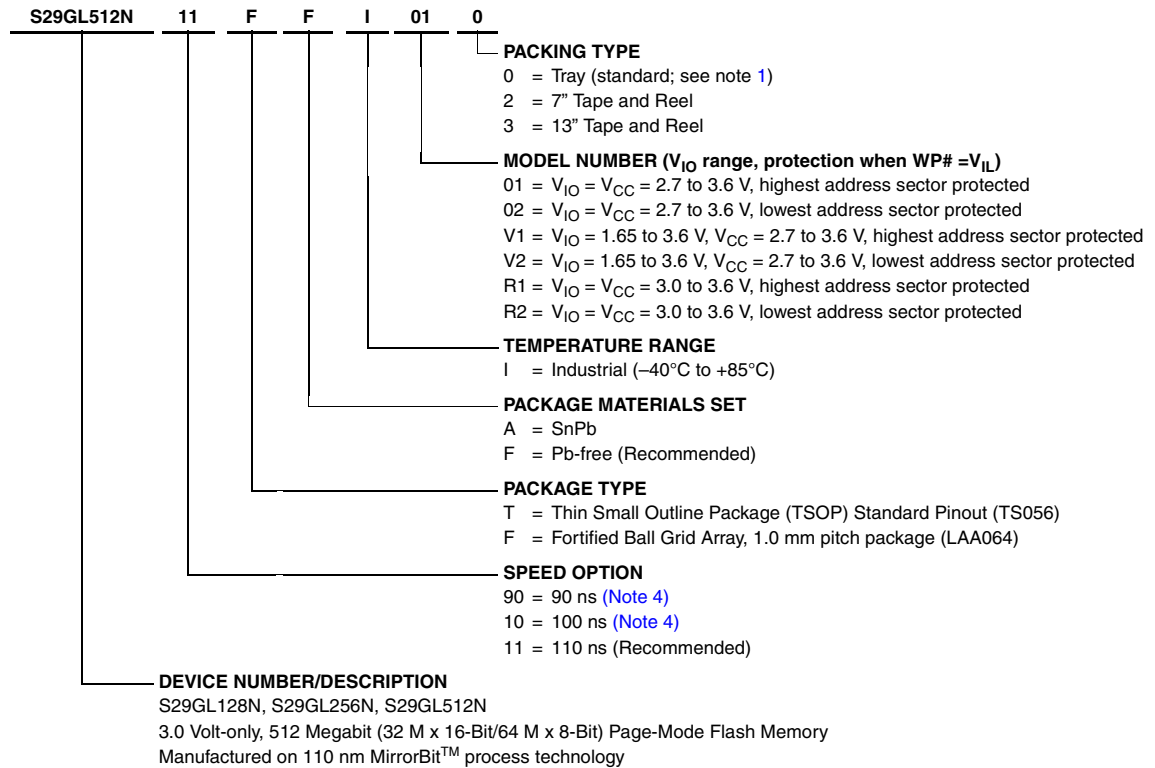 S29GL512N 11 F F I 01 0
PACKING TYPE
0 = Tray (standard; see note 1)
2 = 7” Tape and Reel
3 = 13” Tape and Reel
MODEL NUMBER (VIO range, protection when WP# =VIL)
01 = VIO = VCC = 2.7 to 3.6 V, highest address sector protected
02 = VIO = VCC = 2.7 to 3.6 V, lowest address sector protected
V1 = VIO = 1.65 to 3.6 V, VCC = 2.7 to 3.6 V, highest address sector protected
V2 = VIO = 1.65 to 3.6 V, VCC = 2.7 to 3.6 V, lowest address sector protected
R1 = VIO = VCC = 3.0 to 3.6 V, highest address sector protected
R2 = VIO = VCC = 3.0 to 3.6 V, lowest address sector protected
TEMPERATURE RANGE
I = Industrial (–40°C to +85°C)
PACKAGE MATERIALS SET
A = SnPb
F = Pb-free (Recommended)
PACKAGE TYPE
T = Thin Small Outline Package (TSOP) Standard Pinout (TS056)
F = Fortified Ball Grid Array, 1.0 mm pitch package (LAA064)
SPEED OPTION
90 = 90 ns (Note 4)
10 = 100 ns (Note 4)
11 = 110 ns (Recommended)
DEVICE NUMBER/DESCRIPTION
S29GL128N, S29GL256N, S29GL512N
3.0 Volt-only, 512 Megabit (32 M x 16-Bit/64 M x 8-Bit) Page-Mode Flash Memory
Manufactured on 110 nm MirrorBit™ process technology